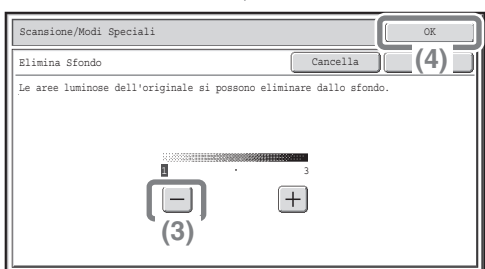 Scansione/Modi Speciali OK
Elimina Sfondo Cancella (4)
Le aree luminose dell'originale si possono eliminare dallo sfondo.
1 · 3
− +
(3)